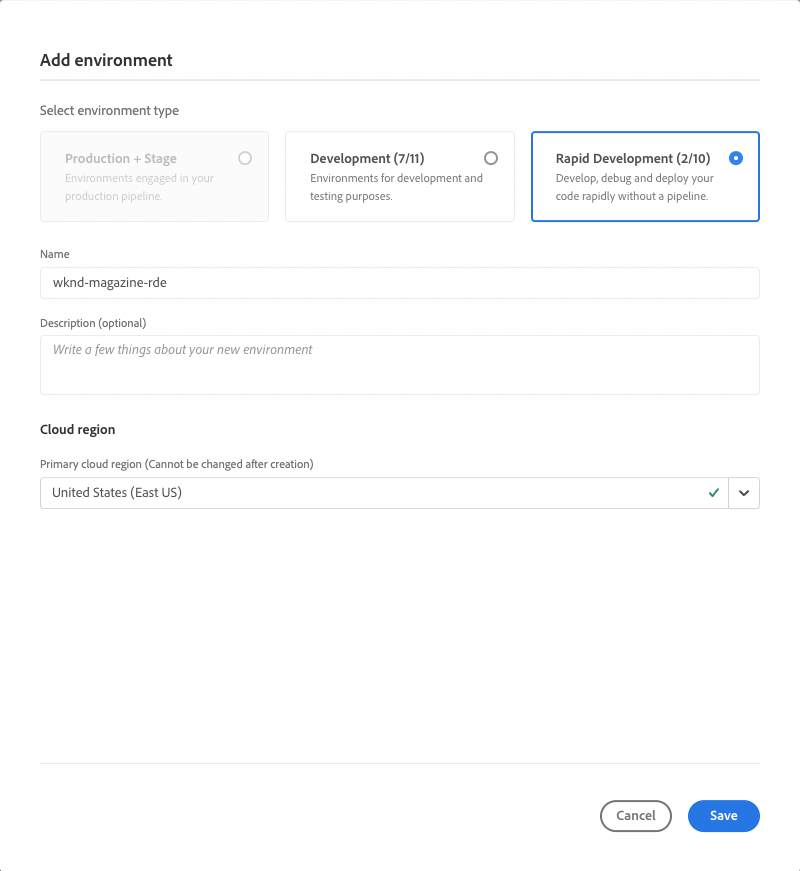 Add environment
Select environment type
Production + Stage
Environments engaged in your
production pipeline.
Development (7/11)
Environments for development and
testing purposes.
Rapid Development (2/10)
Develop, debug and deploy your
code rapidly without a pipeline.
Name
wknd-magazine-rde
Description (optional)
Write a few things about your new environment
Cloud region
Primary cloud region (Cannot be changed after creation)
United States (East US)
Cancel
Save